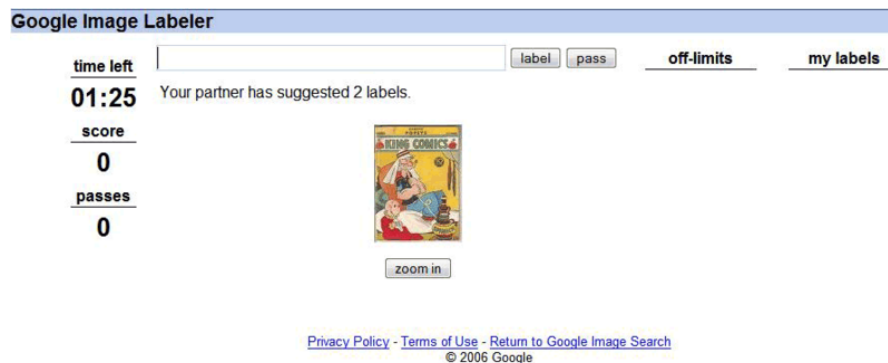 Google Image Labeler
time left
label
pass
off-limits
my labels
01:25
Your partner has suggested 2 labels.
score
0
passes
0
POPEYE
KING COMICS
zoom in
Privacy Policy - Terms of Use - Return to Google Image Search
© 2006 Google